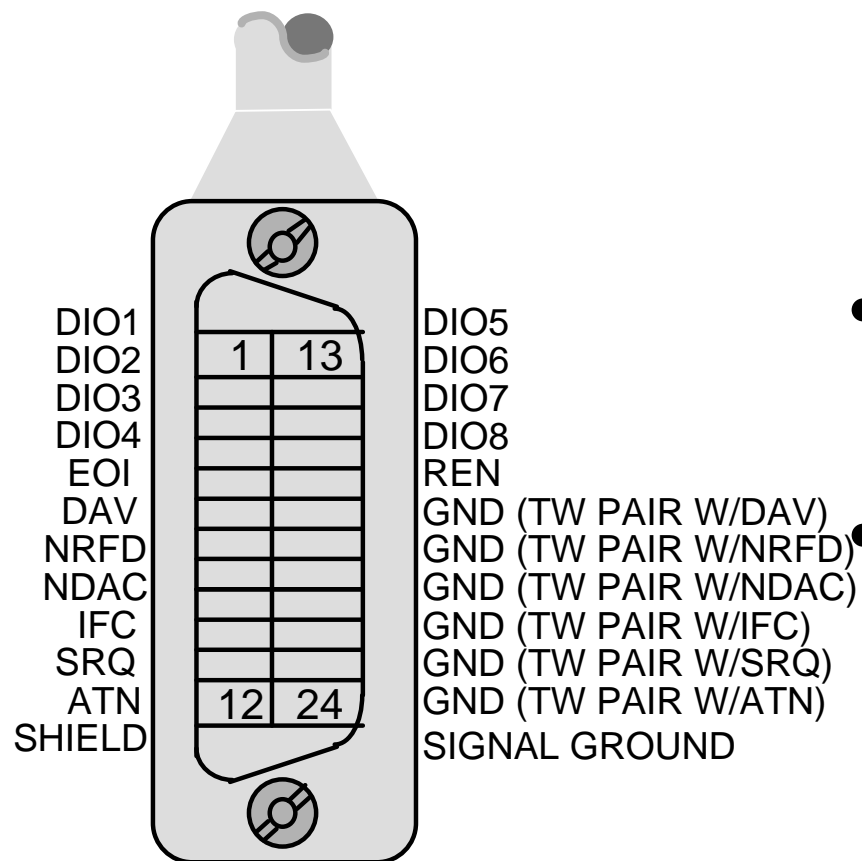 DIO1
DIO2
DIO3
DIO4
EOI
DAV
NRFD
NDAC
IFC
SRQ
ATN
SHIELD
1 13
12 24
DIO5
DIO6
DIO7
DIO8
REN
GND (TW PAIR W/DAV)
GND (TW PAIR W/NRFD)
GND (TW PAIR W/NDAC)
GND (TW PAIR W/IFC)
GND (TW PAIR W/SRQ)
GND (TW PAIR W/ATN)
SIGNAL GROUND